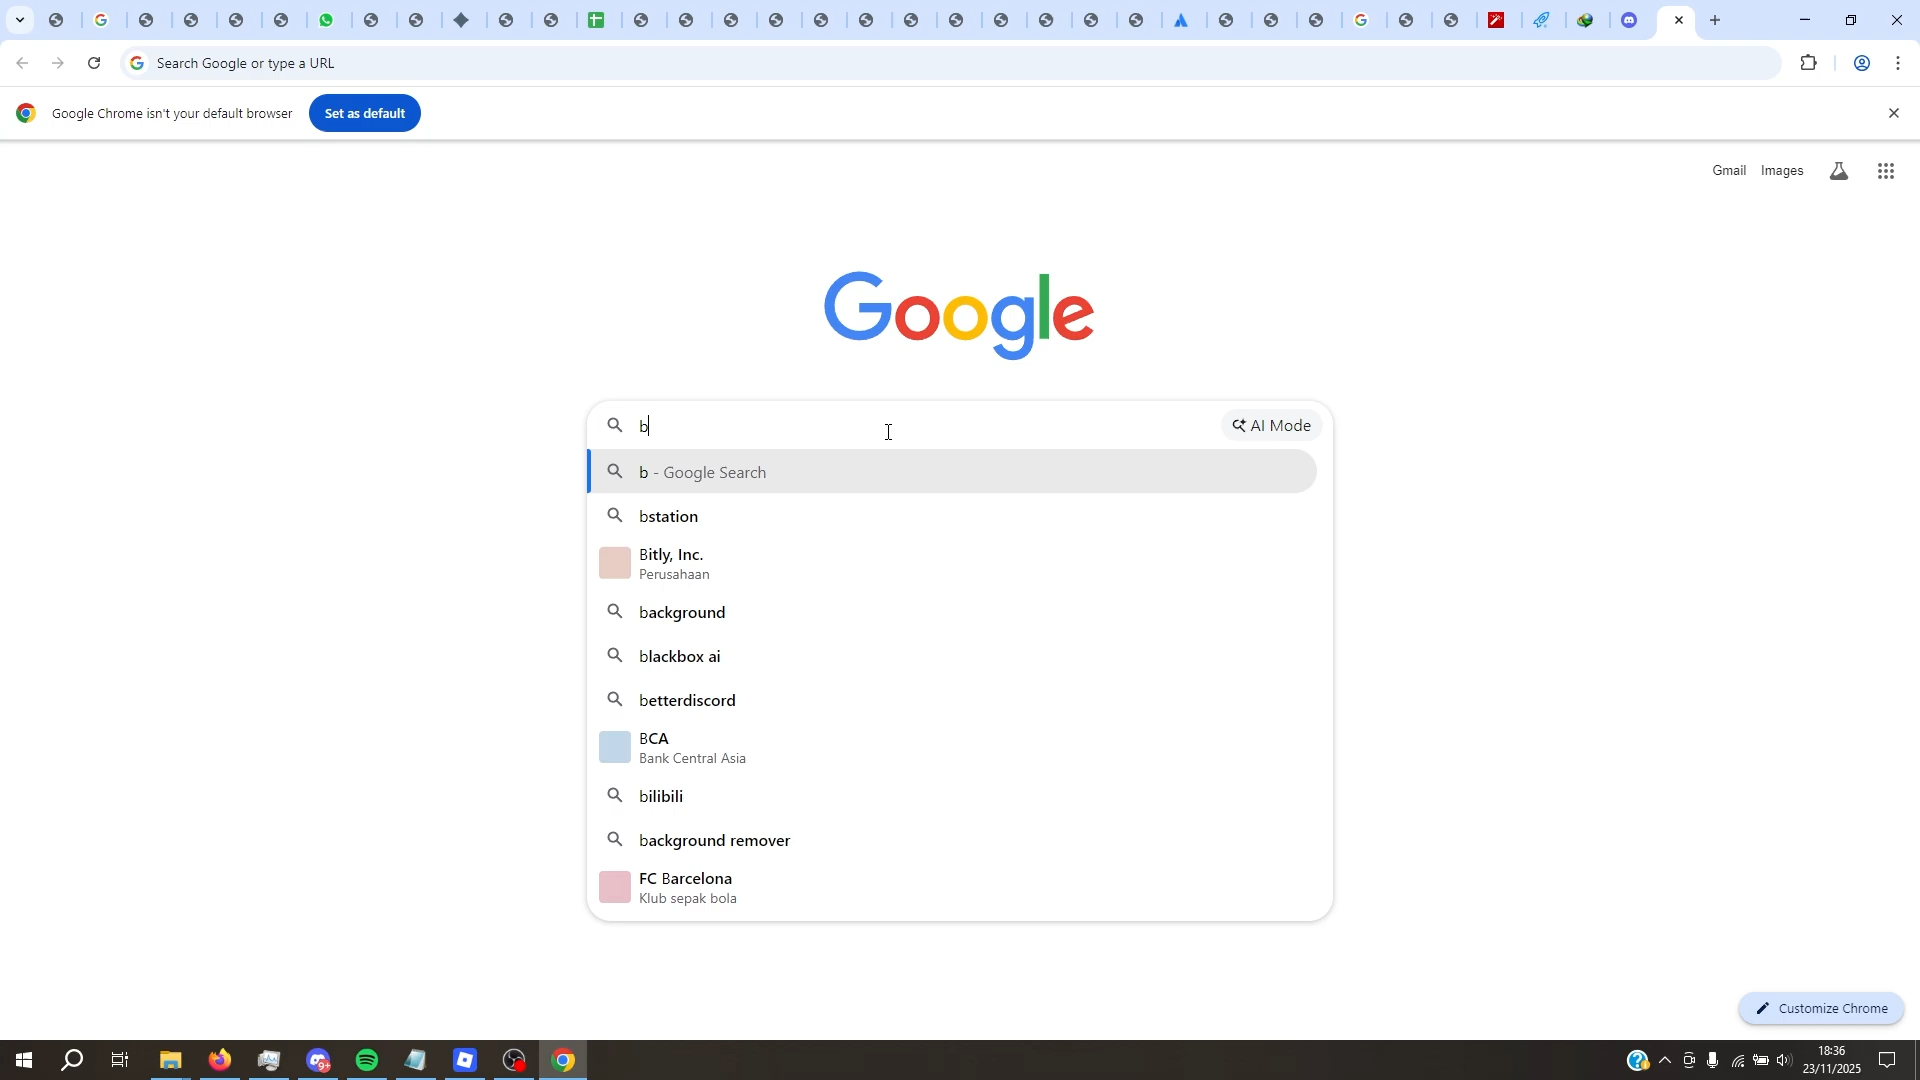 Search Google or type a URL
Google Chrome isn't your default browser
Set as default
Gmail
Images
Google
b
AI Mode
b - Google Search
bstation
Bitly, Inc.
Perusahaan
background
blackbox ai
betterdiscord
BCA
Bank Central Asia
bilibili
background remover
FC Barcelona
Klub sepak bola
Customize Chrome
9+
18:36
23/11/2025